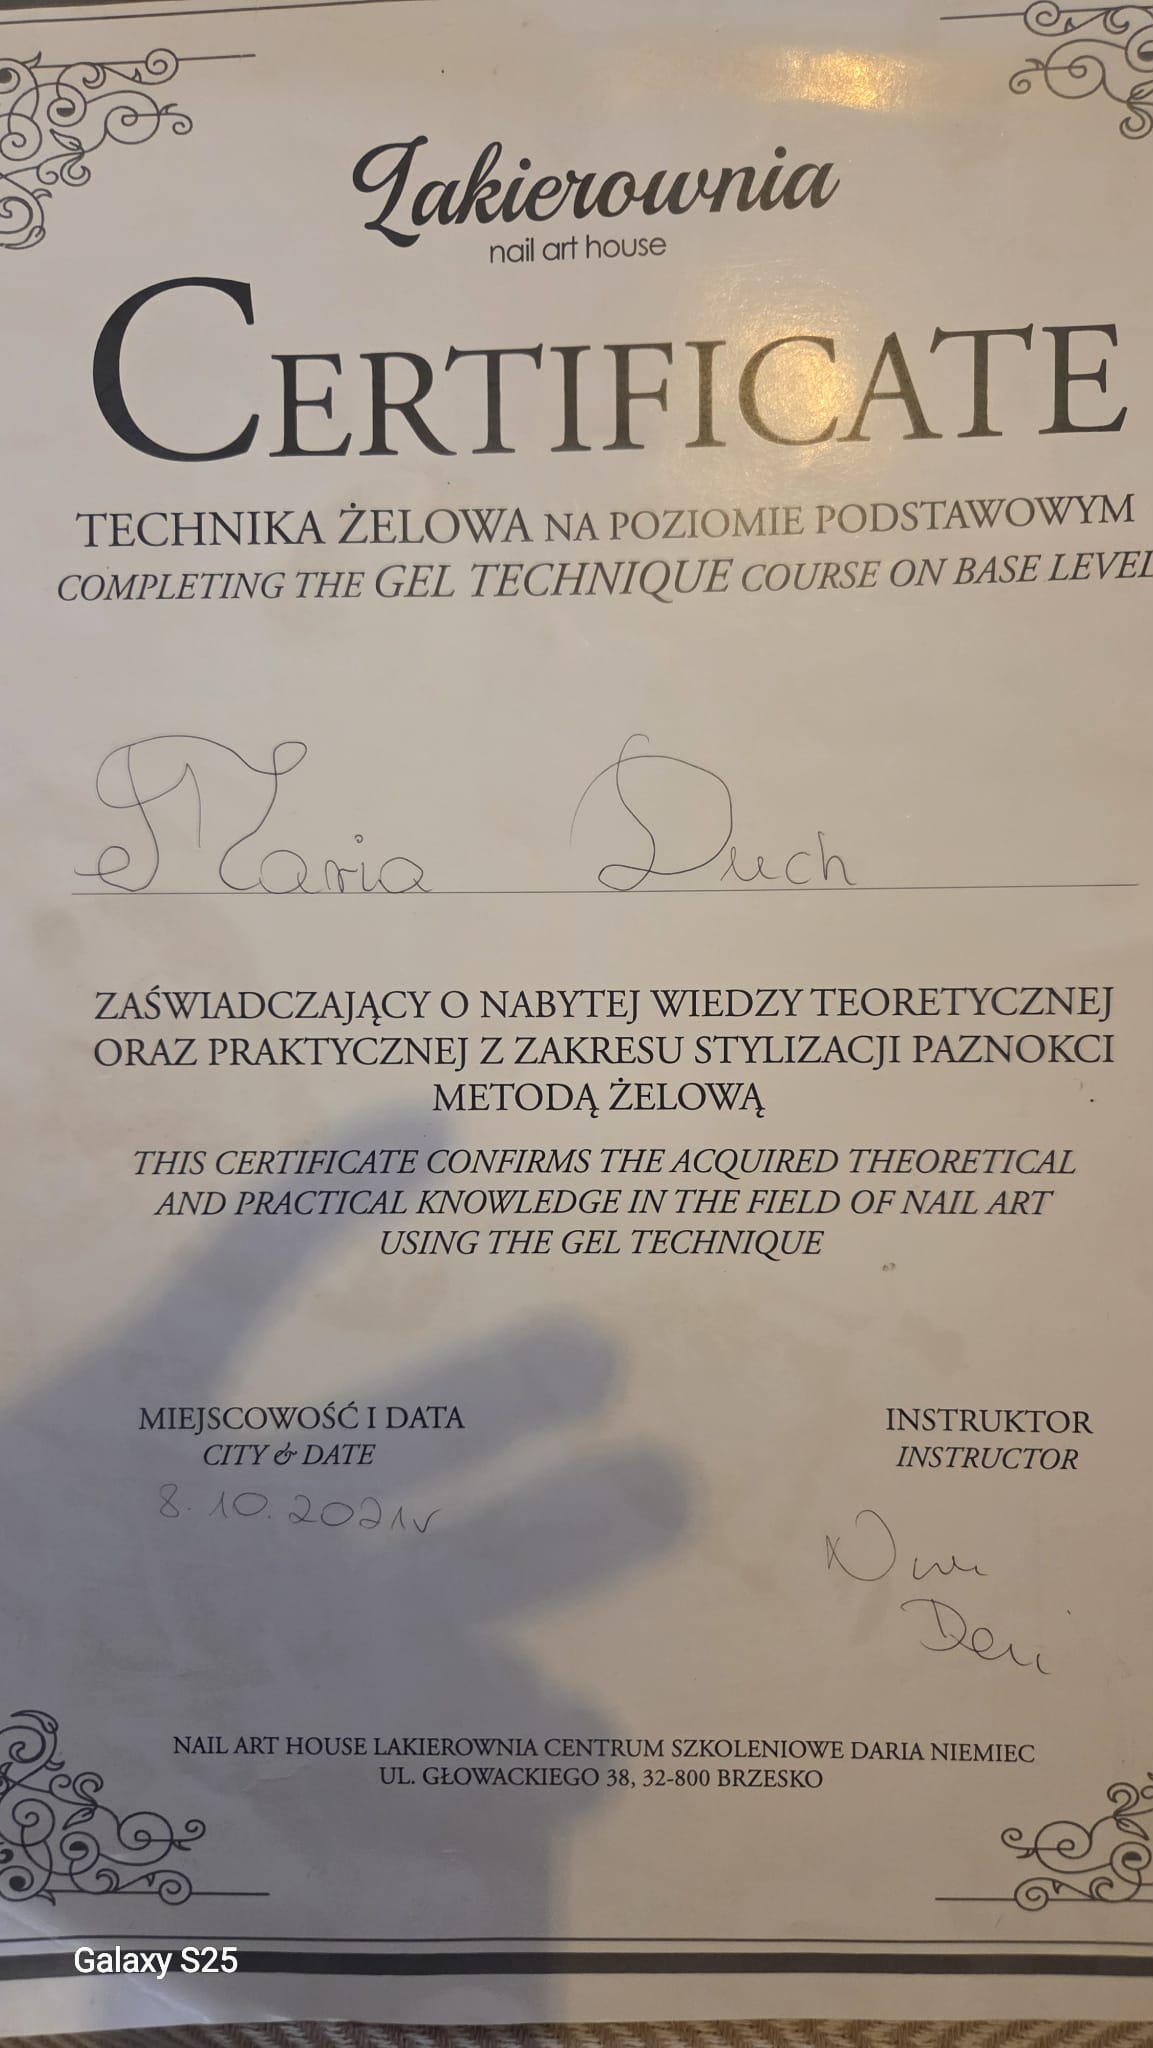 Lakierownia
nail art house
CERTIFICATE
TECHNIKA ŻELOWA NA POZIOMIE PODSTAWOWYM
COMPLETING THE GEL TECHNIQUE COURSE ON BASE LEVEL
Maria Duch
ZAŚWIADCZAJĄCY O NABYTEJ WIEDZY TEORETYCZNEJ
ORAZ PRAKTYCZNEJ Z ZAKRESU STYLIZACJI PAZNOKCI
METODĄ ŻELOWĄ
THIS CERTIFICATE CONFIRMS THE ACQUIRED THEORETICAL
AND PRACTICAL KNOWLEDGE IN THE FIELD OF NAIL ART
USING THE GEL TECHNIQUE
MIEJSCOWOŚĆ I DATA
CITY & DATE
8.10.2021r
INSTRUKTOR
INSTRUCTOR
NAIL ART HOUSE LAKIEROWNIA CENTRUM SZKOLENIOWE DARIA NIEMIEC
UL. GŁOWACKIEGO 38, 32-800 BRZESKO
Galaxy S25